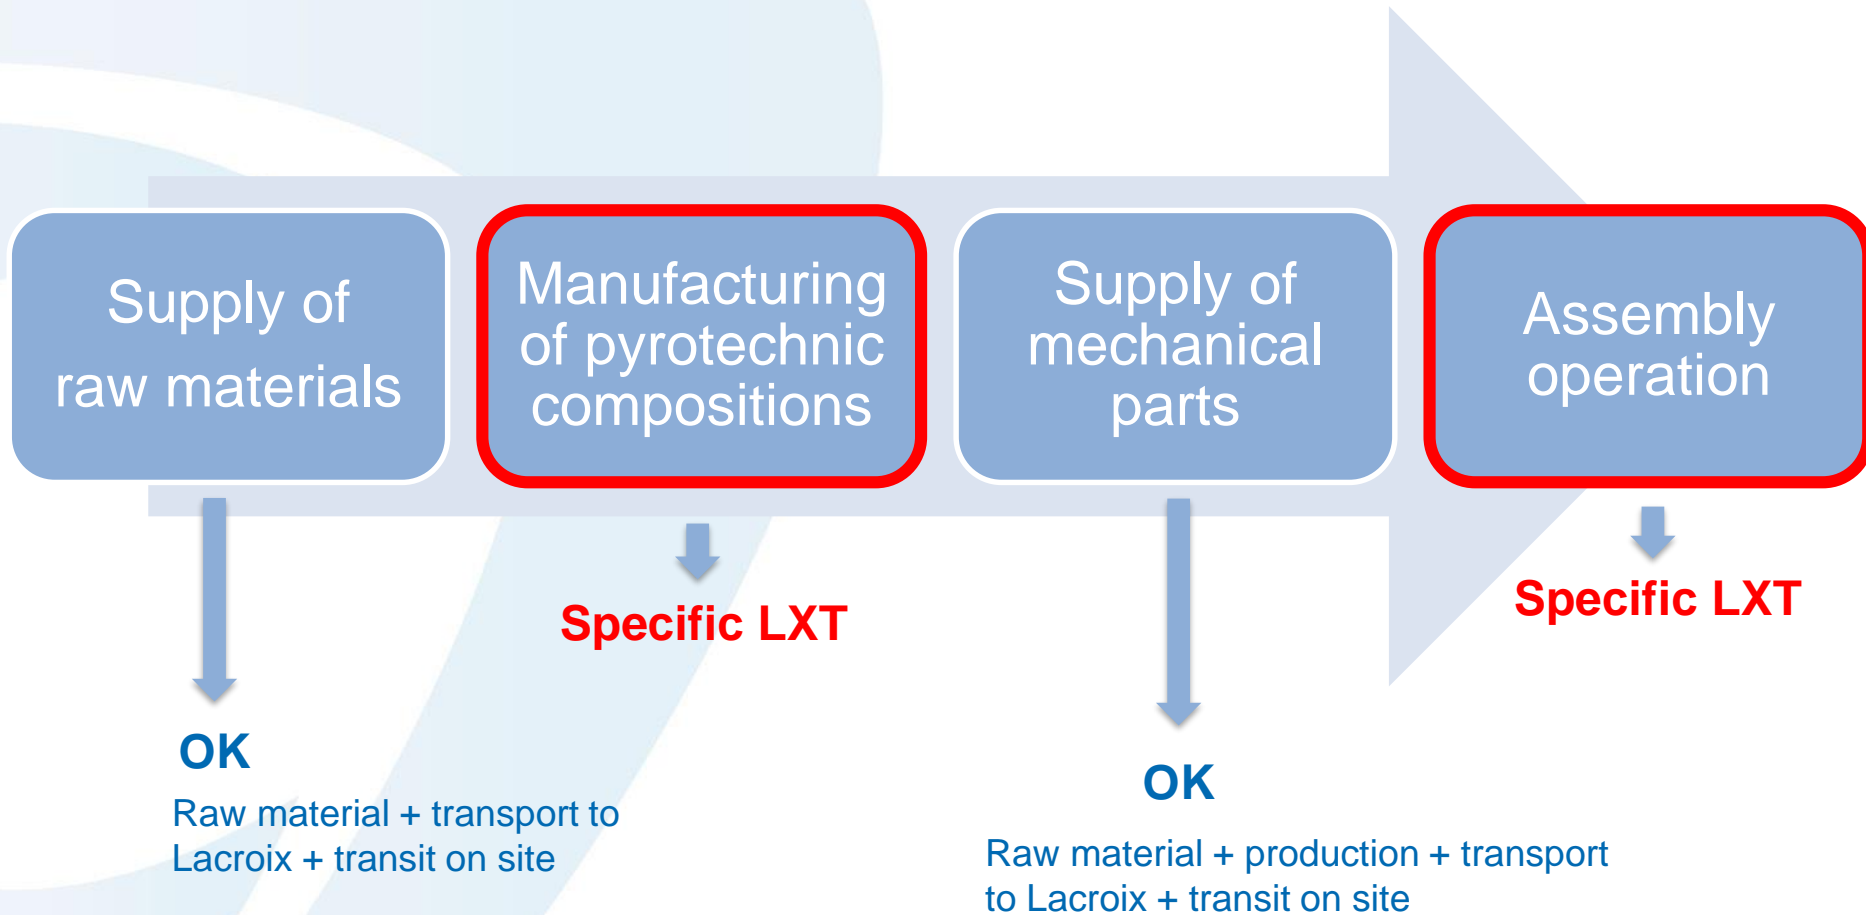 Supply of
raw materials
Manufacturing
of pyrotechnic
compositions
Supply of
mechanical
parts
Assembly
operation
OK
Raw material + transport to
Lacroix + transit on site
Specific LXT
OK
Raw material + production + transport
to Lacroix + transit on site
Specific LXT